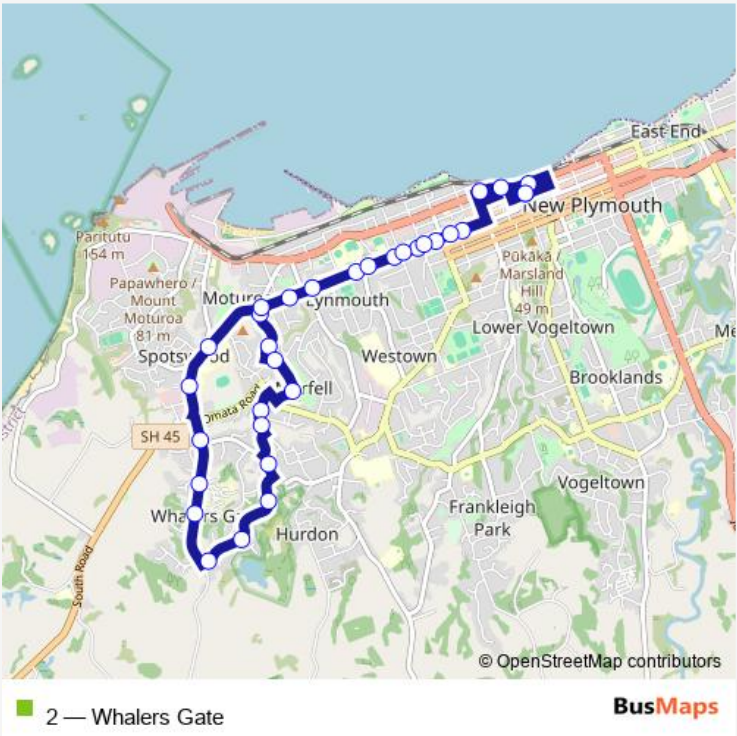 East End
New Plymouth
Paritutu
154 m
Pūkākā /
Marsland
Hill
49 m
Papawhero /
Mount
Moturoa
81 m
Lynmouth
Lower Vogeltown
Spotswood
Westown
Brooklands
Omata Road
SH 45
Vogeltown
Frankleigh
Park
Hurdon
South Road
© OpenStreetMap contributors
2 — Whalers Gate
BusMaps